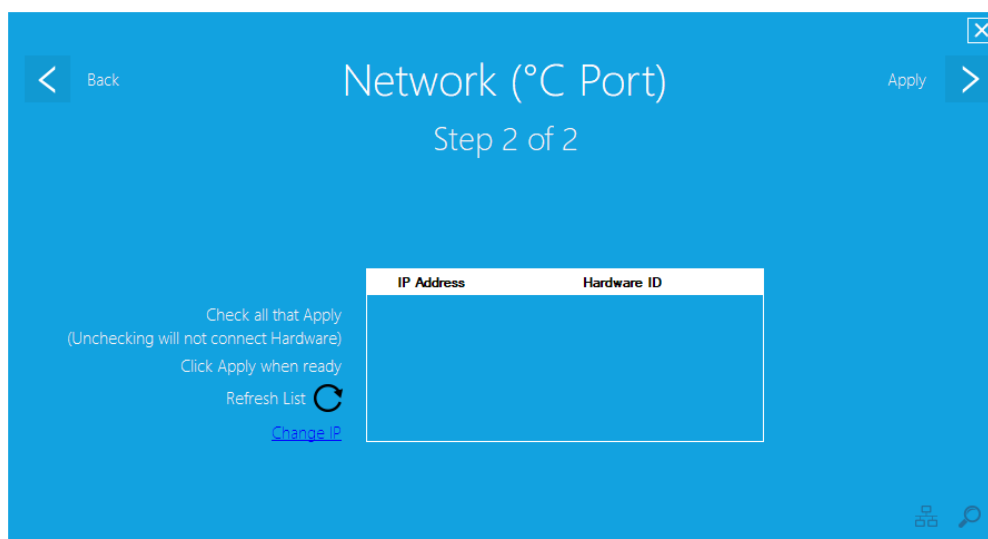 Back
Network (°C Port)
Apply
Step 2 of 2
IP Address Hardware ID
Check all that Apply
(Unchecking will not connect Hardware)
Click Apply when ready
Refresh List
Change IP